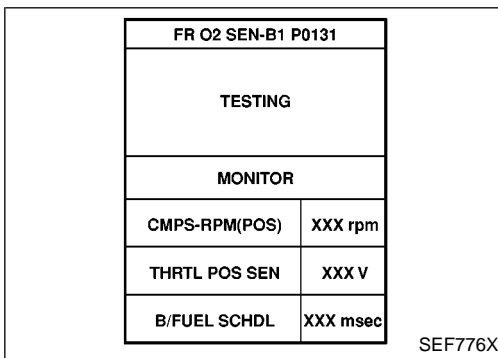 FR O2 SEN-B1 P0131
TESTING
MONITOR
CMPS-RPM(POS) XXX rpm
THRTL POS SEN XXX V
B/FUEL SCHDL XXX msec
SEF776X